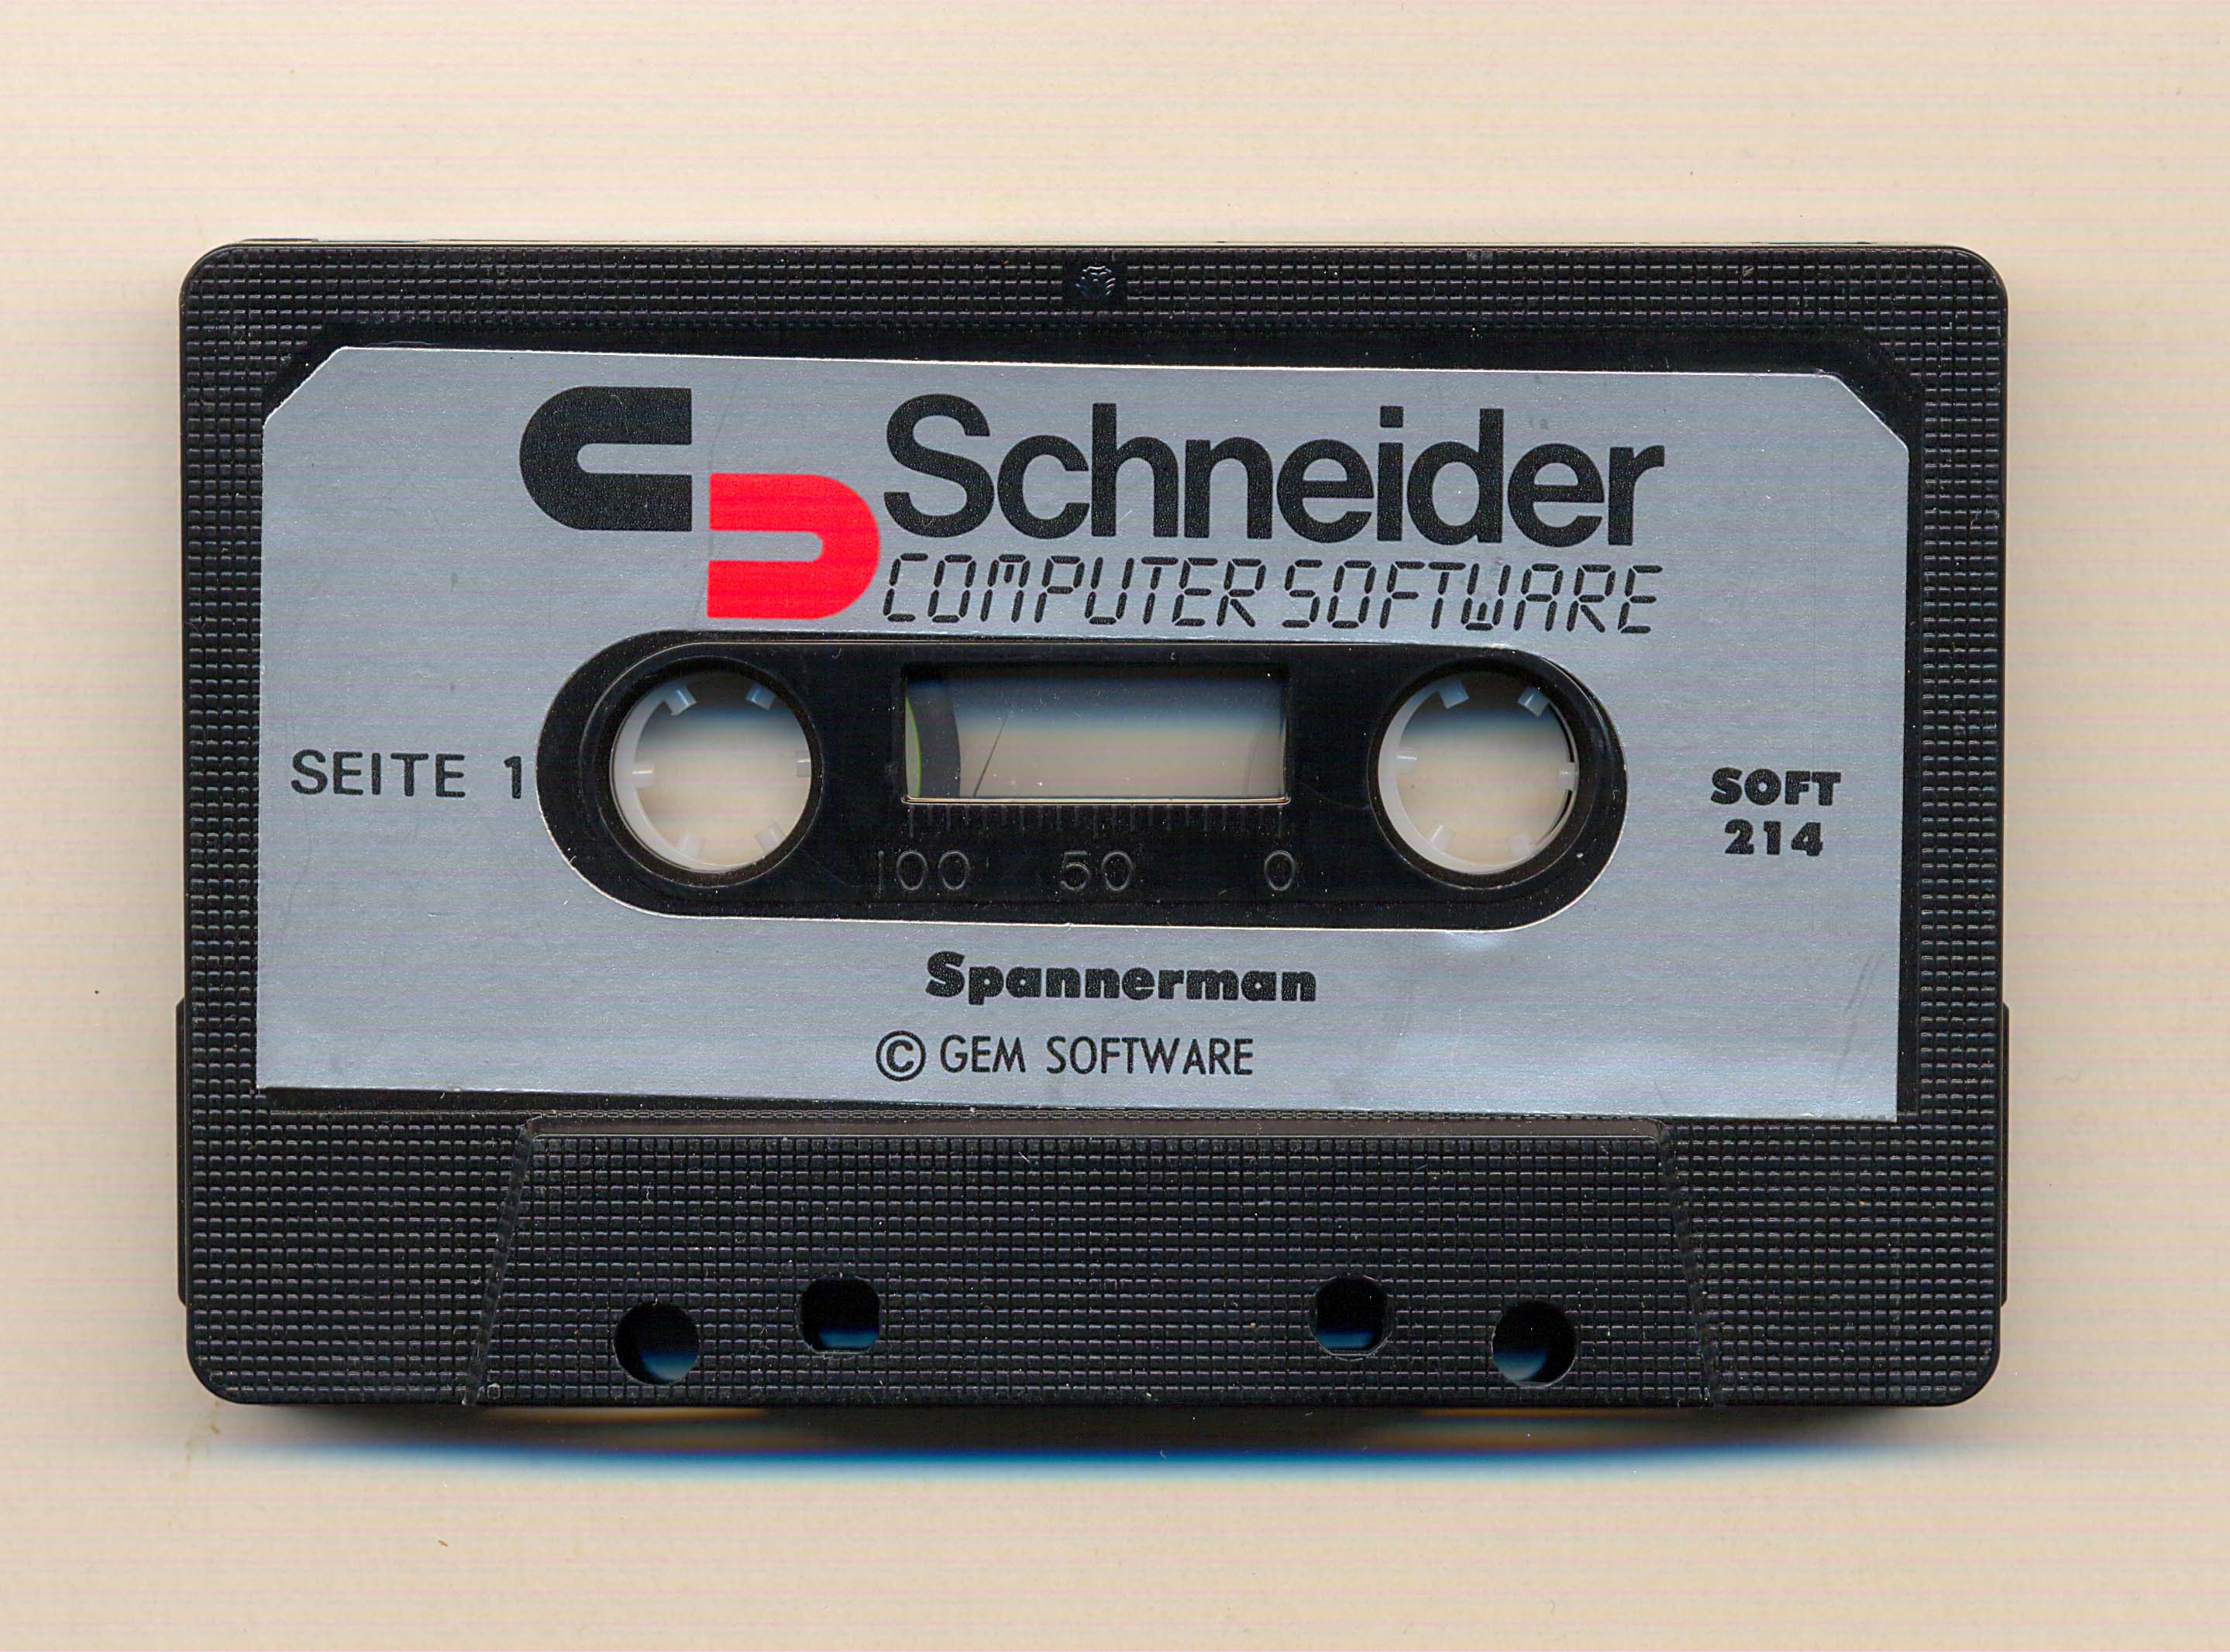 Schneider
COMPUTER SOFTWARE
SEITE 1
SOFT
214
100 50 0
Spannerman
© GEM SOFTWARE